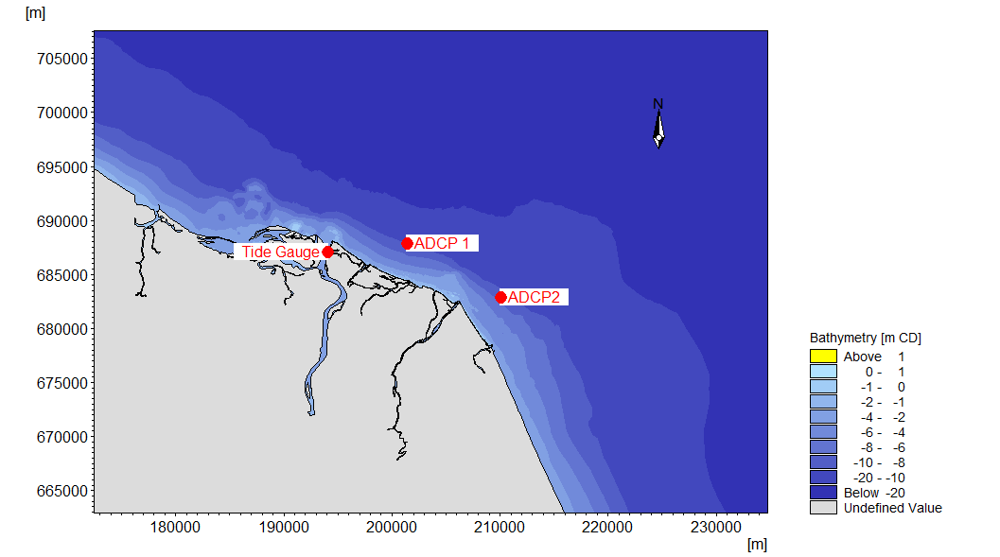 [m]
705000
700000
695000
690000
685000
680000
675000
670000
665000
N
ADCP 1
Tide Gauge
ADCP2
180000 190000 200000 210000 220000 230000
[m]
Bathymetry [m CD]
Above 1
0 - 1
-1 - 0
-2 - -1
-4 - -2
-6 - -4
-8 - -6
-10 - -8
-20 - -10
Below -20
Undefined Value